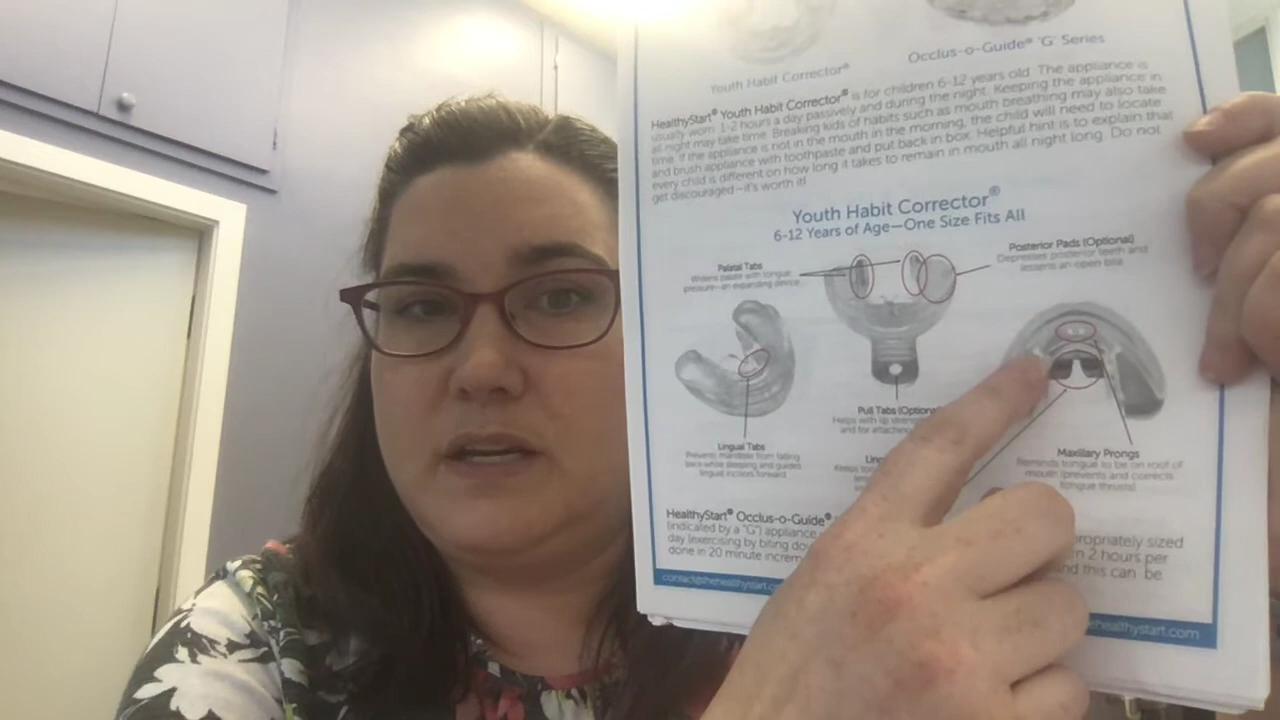 Youth Habit Corrector®
Occlus-o-Guide® 'G' Series
HealthyStart® Youth Habit Corrector® is for children 6-12 years old. The appliance is
usually worn 1-2 hours a day passively and during the night. Keeping the appliance in
all night may take time. Breaking kids of habits such as mouth breathing may also take
time. If the appliance is not in the mouth in the morning, the child will need to locate
and brush appliance with toothpaste and put back in box. Helpful hint is to explain that
every child is different on how long it takes to remain in mouth all night long. Do not
get discouraged—it's worth it!
Youth Habit Corrector®
6-12 Years of Age—One Size Fits All
Palatal Tabs
Widens palate with tongue
pressure—an expanding device
Posterior Pads (Optional)
Depresses posterior teeth and
lessens an open bite
Lingual Tabs
Prevents mandible from falling
back while sleeping and guides
lingual incisors forward
Pull Tabs (Optional
Helps with lip
and for
Maxillary Prongs
Reminds tongue to be on roof of
mouth (prevents and corrects
tongue thrusts)
HealthyStart® Occlus-o-Guide®
(indicated by a "G") appliance
day (exercising by biting
done in 20 minute
propriately sized
2 hours per
this can be
ehealthystart.com